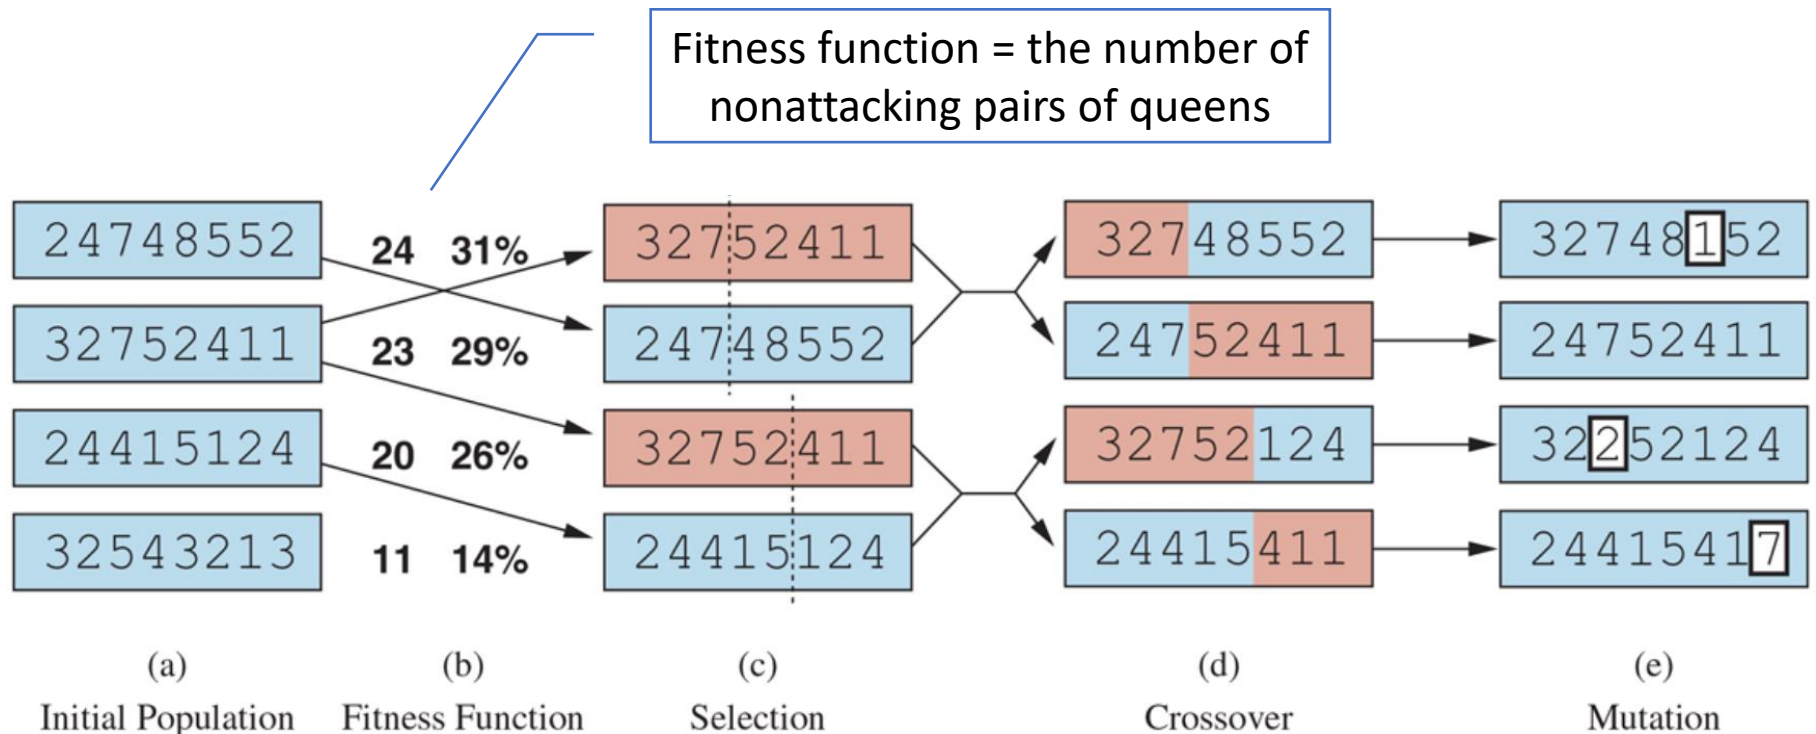 Fitness function = the number of
nonattacking pairs of queens
24748552
32752411
24415124
32543213
24 31%
23 29%
20 26%
11 14%
32752411
24748552
32752411
24415124
32748552
24752411
32752124
24415411
32748152
24752411
32252124
24415417
(a)
Initial Population
(b)
Fitness Function
(c)
Selection
(d)
Crossover
(e)
Mutation